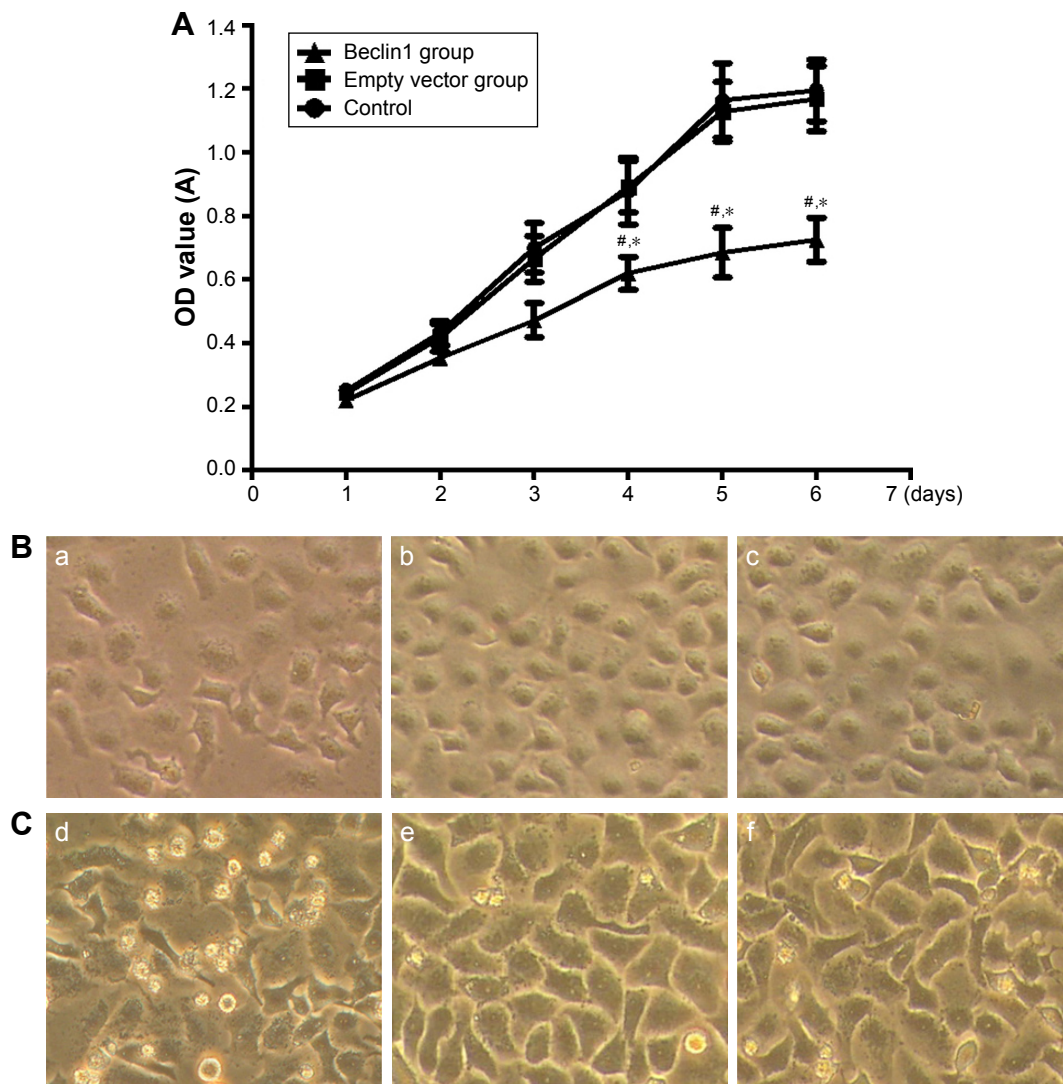 A
Beclin1 group
Empty vector group
Control
OD value (A)
1.4
1.2
1.0
0.8
0.6
0.4
0.2
0.0
#,*
#,*
#,*
0 1 2 3 4 5 6 7 (days)
B
a
b
c
C
d
e
f